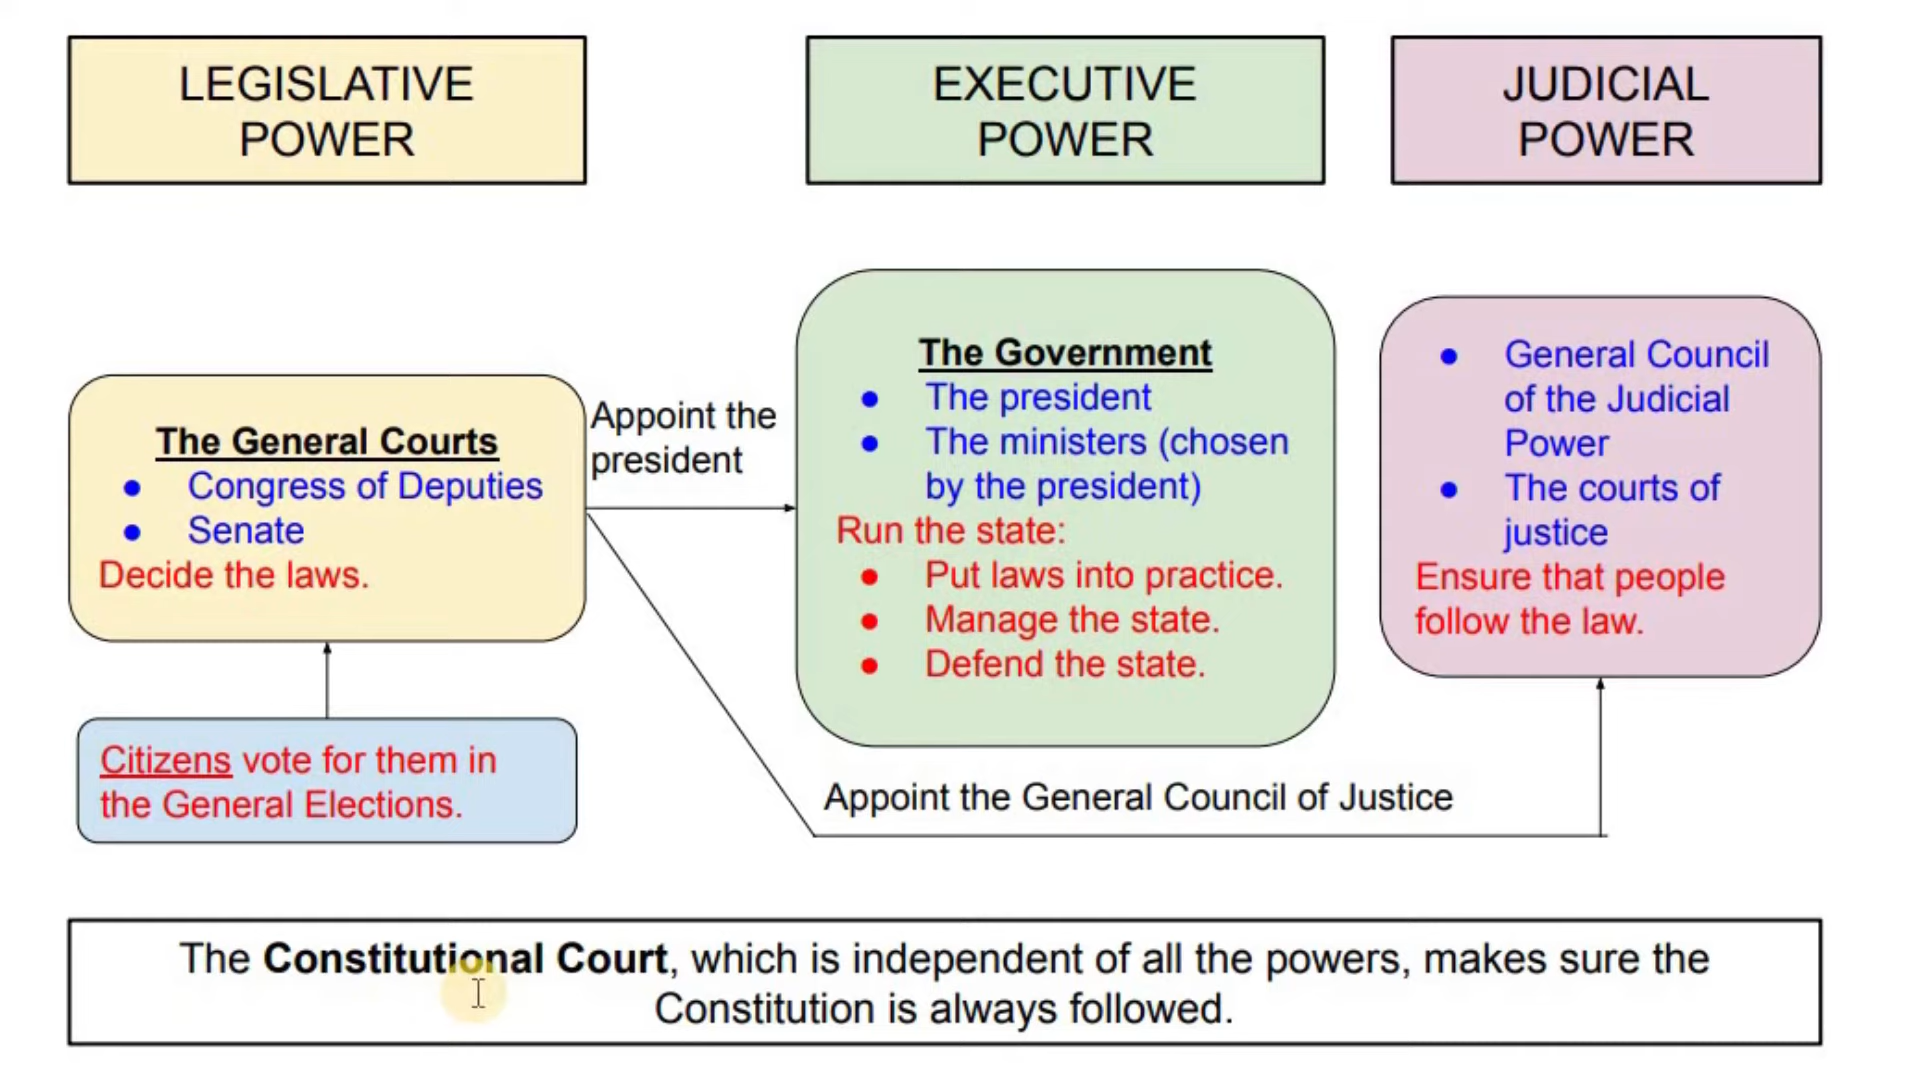 LEGISLATIVE
POWER
EXECUTIVE
POWER
JUDICIAL
POWER
The General Courts
● Congress of Deputies
● Senate
Decide the laws.
Citizens vote for them in
the General Elections.
Appoint the
president
The Government
● The president
● The ministers (chosen
by the president)
Run the state:
● Put laws into practice.
● Manage the state.
● Defend the state.
● General Council
of the Judicial
Power
● The courts of
justice
Ensure that people
follow the law.
Appoint the General Council of Justice
The Constitutional Court, which is independent of all the powers, makes sure the
Constitution is always followed.